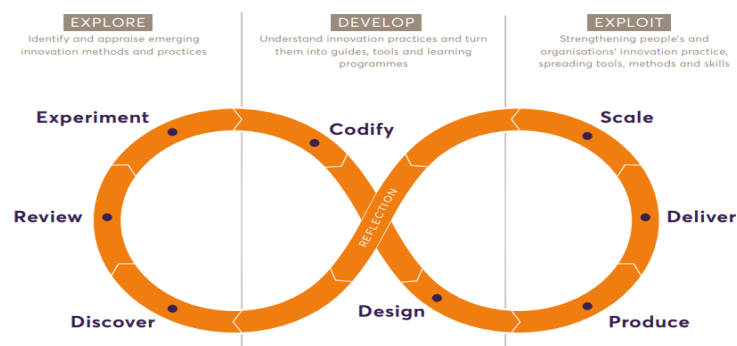 EXPLORE
Identify and appraise emerging
innovation methods and practices
DEVELOP
Understand innovation practices and turn
them into guides, tools and learning
programmes
EXPLOIT
Strengthening people's and
organisations' innovation practice,
spreading tools, methods and skills
Experiment
Codify
Scale
Review
REFLECTION
Deliver
Discover
Design
Produce